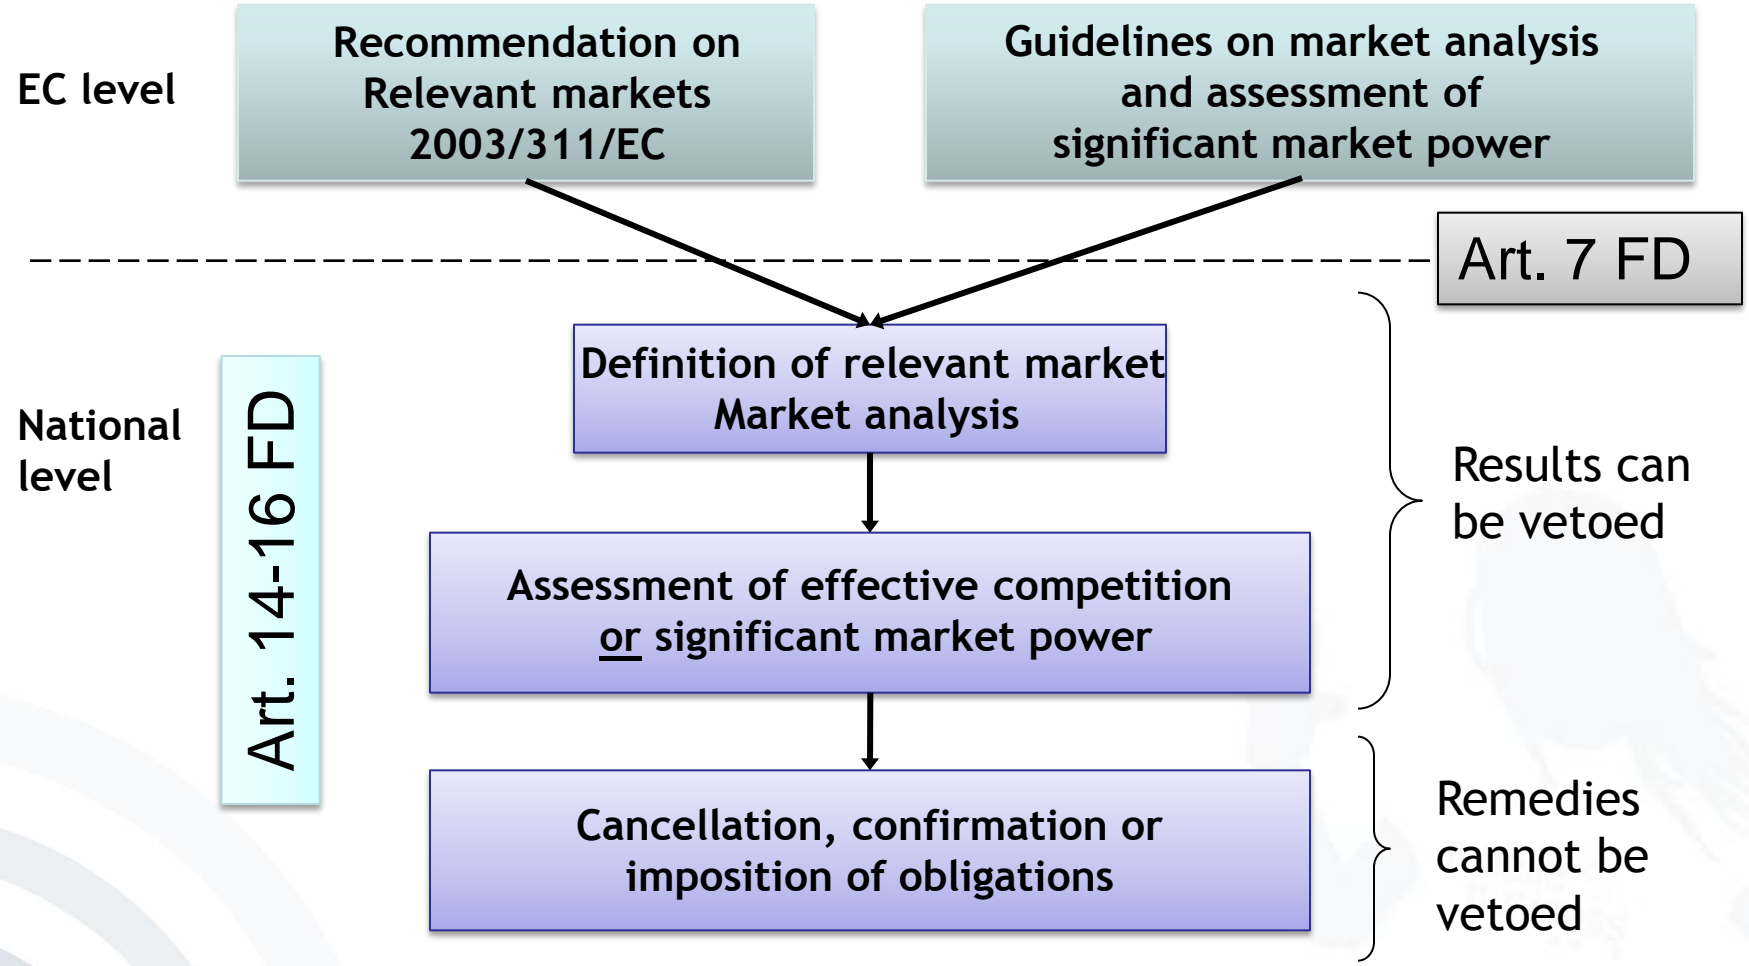 EC level
Recommendation on
Relevant markets
2003/311/EC
Guidelines on market analysis
and assessment of
significant market power
Art. 7 FD
National
level
Art. 14-16 FD
Definition of relevant market
Market analysis
Assessment of effective competition
or significant market power
Results can
be vetoed
Cancellation, confirmation or
imposition of obligations
Remedies
cannot be
vetoed